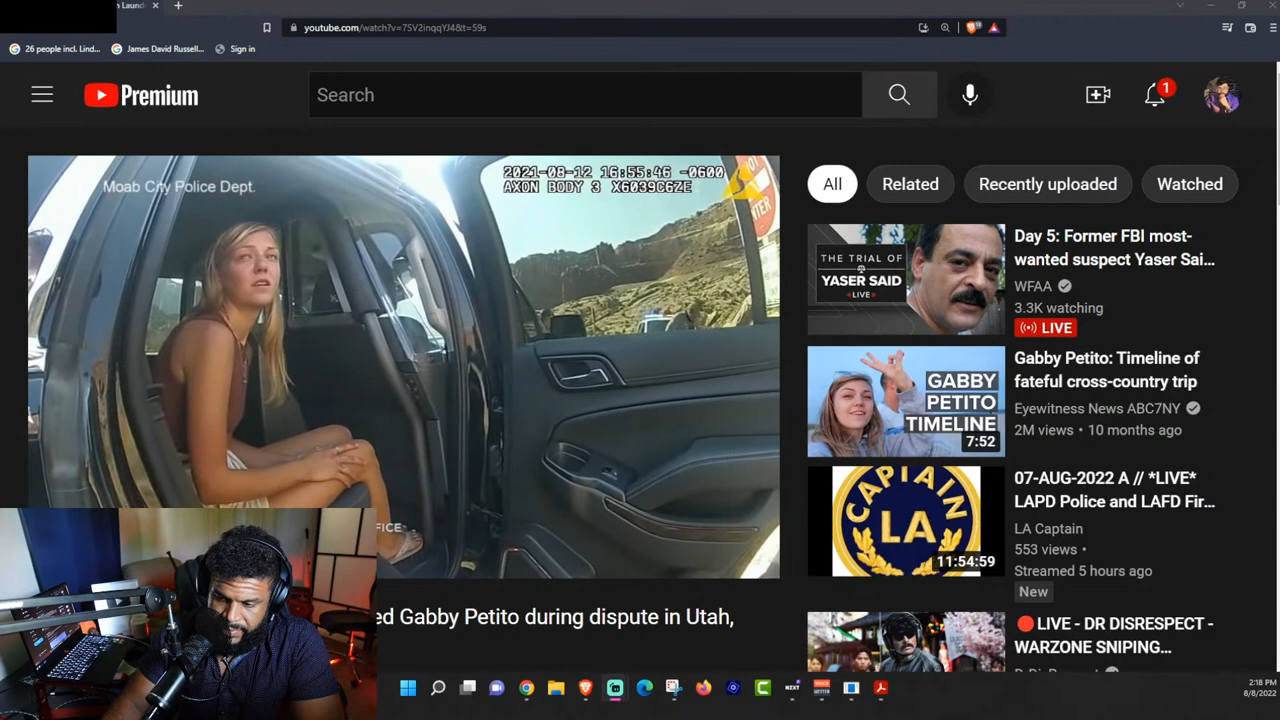 n Laund
26 people incl. Lind...
James David Russell...
Sign in
youtube.com/watch?v=7SV2inqqYJ4&t=59s
Premium
Search
1
Moab City Police Dept.
2021-08-12 16:55:46 -0600
AXON BODY 3 X6039C6ZE
ENTER
FICE
ed Gabby Petito during dispute in Utah,
All
Related
Recently uploaded
Watched
THE TRIAL OF
YASER SAID
LIVE
Day 5: Former FBI most-
wanted suspect Yaser Sai...
WFAA
3.3K watching
LIVE
GABBY
PETITO
TIMELINE
7:52
Gabby Petito: Timeline of
fateful cross-country trip
Eyewitness News ABC7NY
2M views • 10 months ago
CAPTAIN
LA
11:54:59
07-AUG-2022 A // *LIVE*
LAPD Police and LAFD Fir...
LA Captain
553 views •
Streamed 5 hours ago
New
LIVE - DR DISRESPECT -
WARZONE SNIPING...
NEXT
2:18 PM
8/8/2022